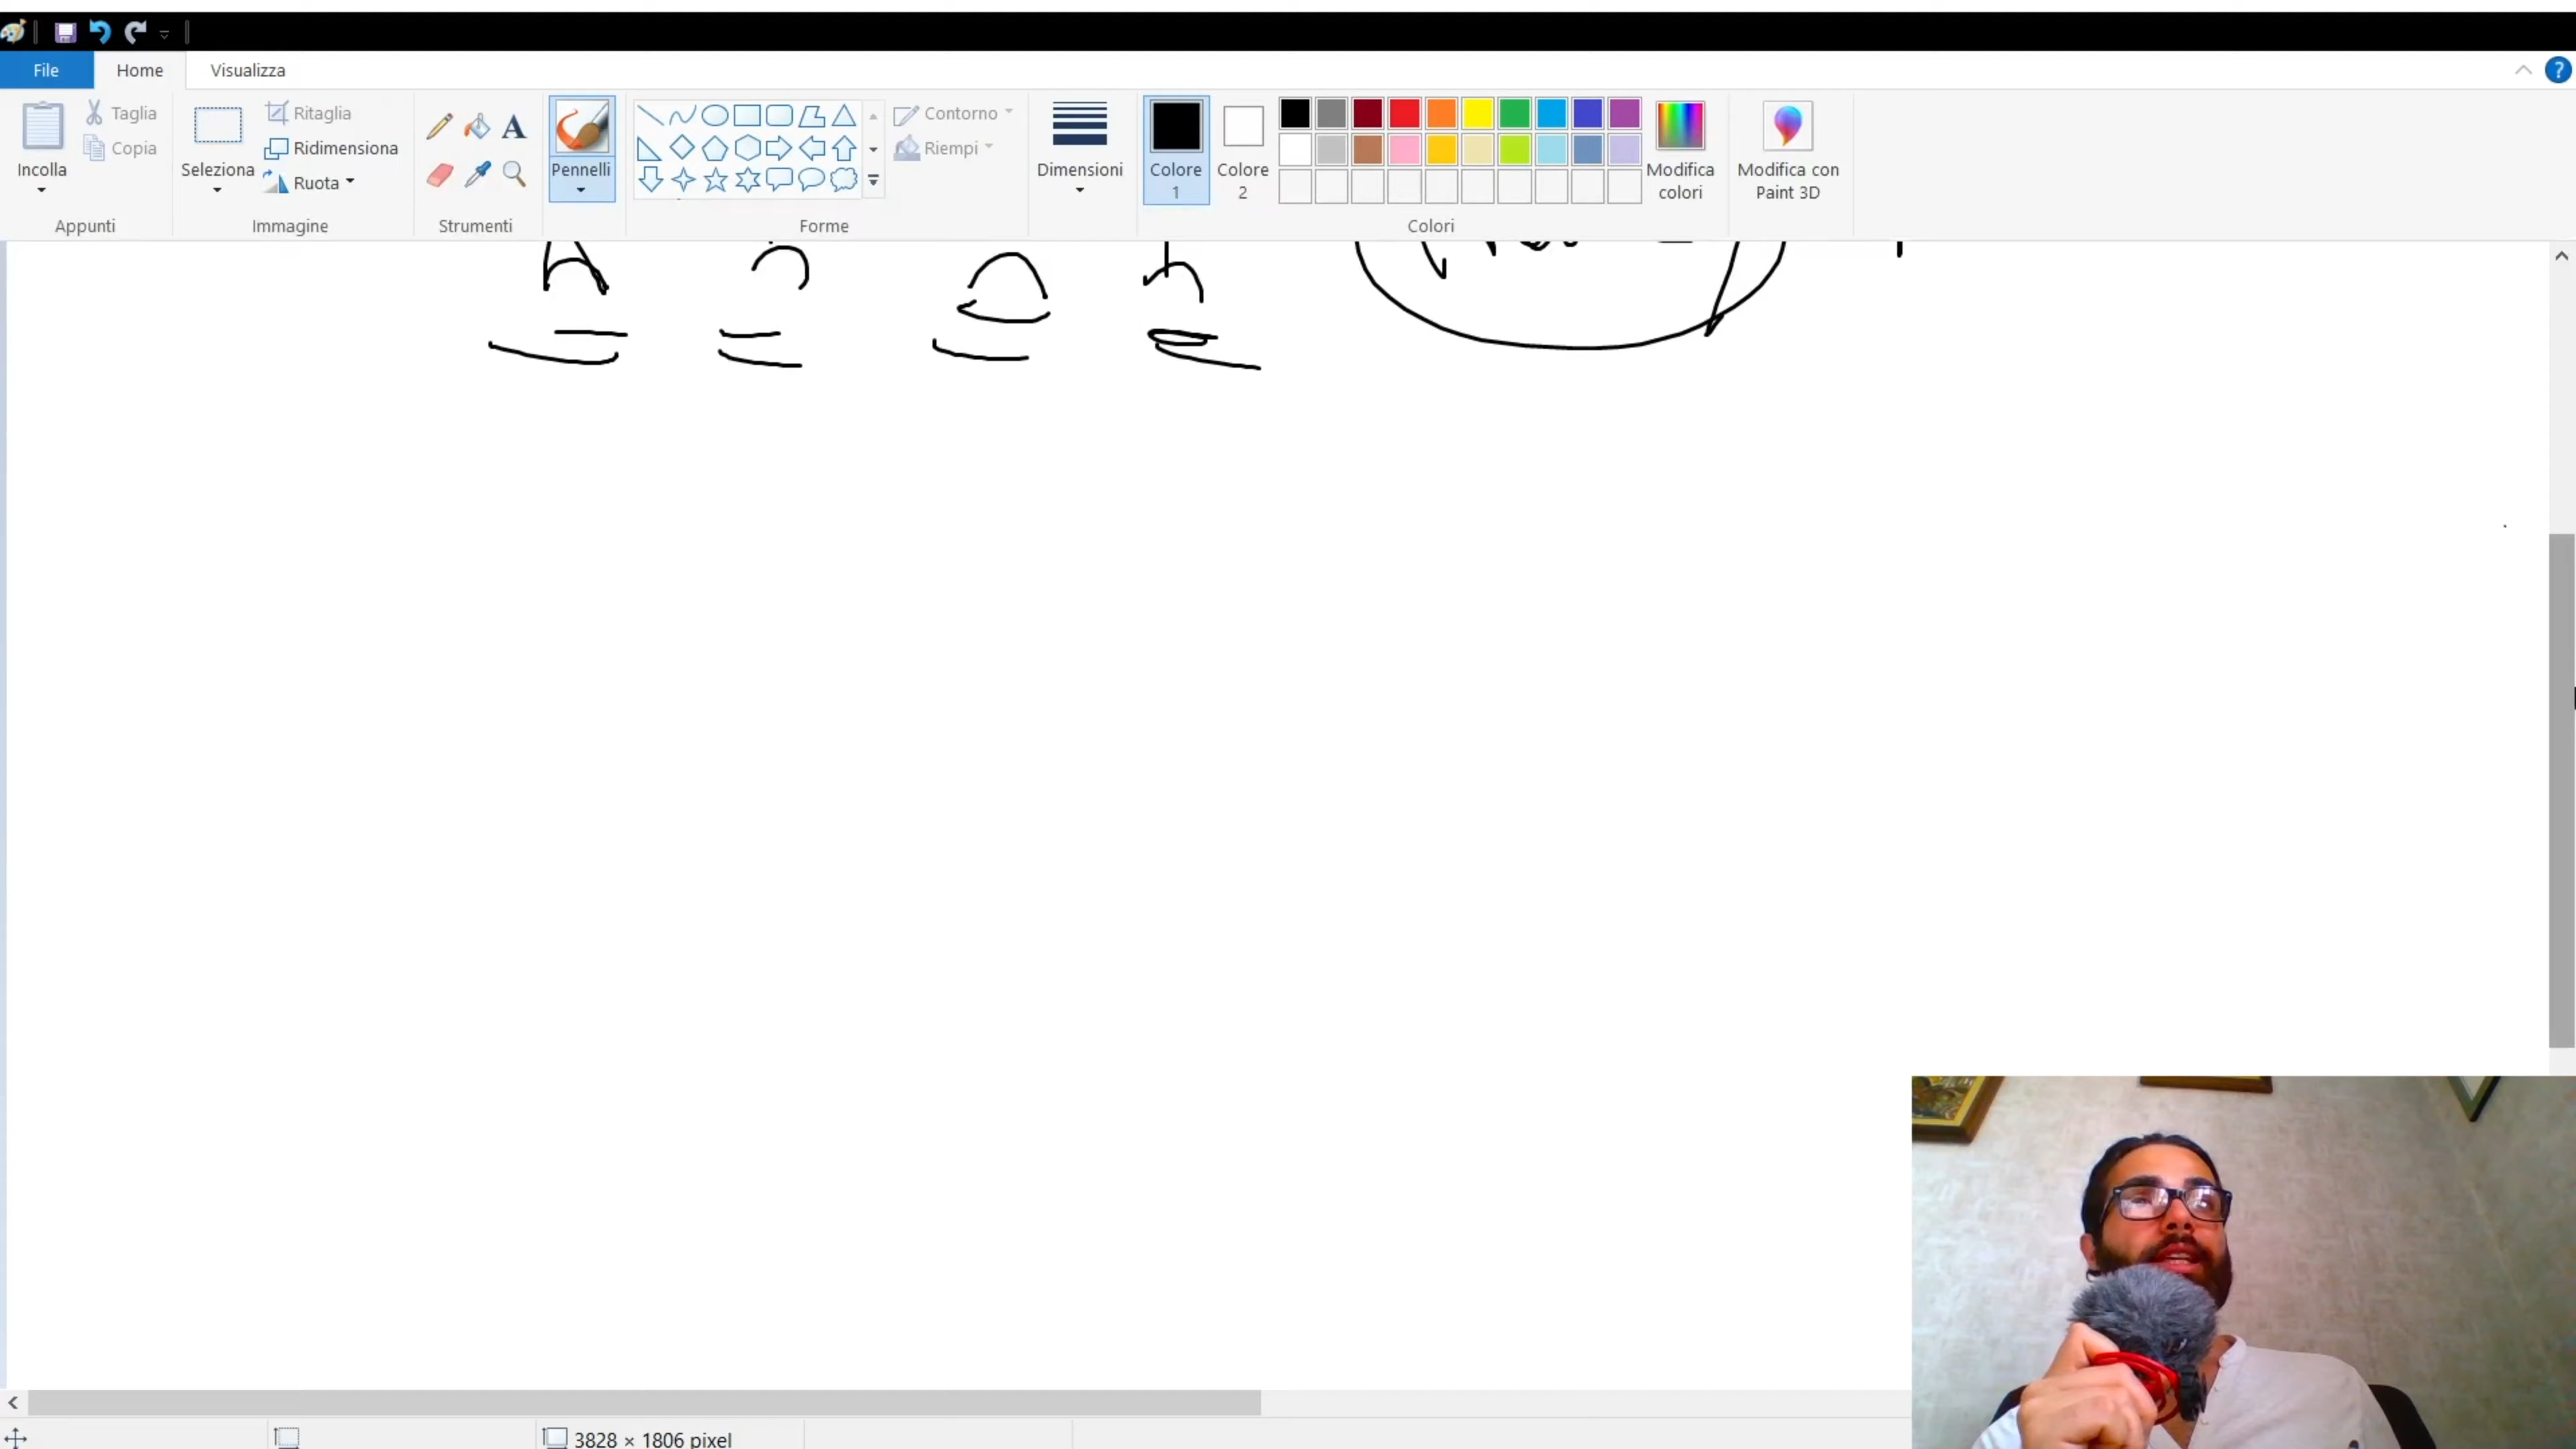 File Home Visualizza
Taglia Ritaglia Contorno
Copia Ridimensiona Riempi
Incolla Seleziona Ruota Pennelli Dimensioni Colore 1 Colore 2 Modifica colori Modifica con Paint 3D
Appunti Immagine Strumenti Forme Colori
3828 × 1806 pixel